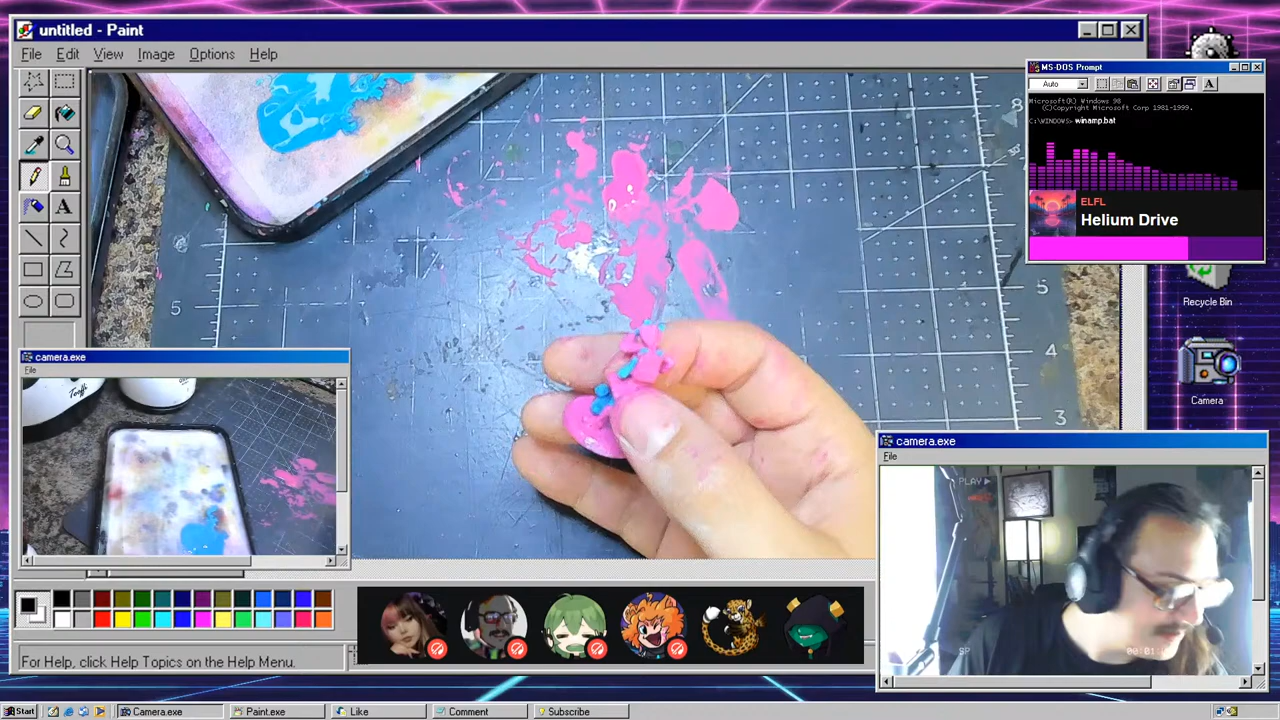 untitled - Paint
File Edit View Image Options Help
MS-DOS Prompt
Auto
Microsoft(R) Windows 98
(C)Copyright Microsoft Corp 1981-1999.
C:\WINDOWS> winamp.bat
ELFL
Helium Drive
Recycle Bin
Camera
8
5
5
4
3
camera.exe
File
camera.exe
File
PLAY
SP
For Help, click Help Topics on the Help Menu.
Start Camera.exe Paint.exe Like Comment Subscribe